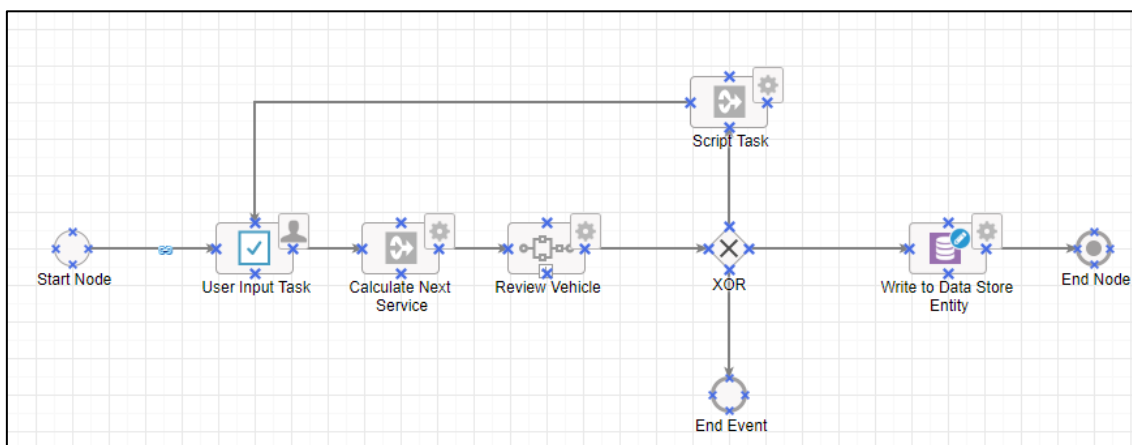 Script Task
Start Node
User Input Task
Calculate Next
Service
Review Vehicle
XOR
Write to Data Store
Entity
End Node
End Event